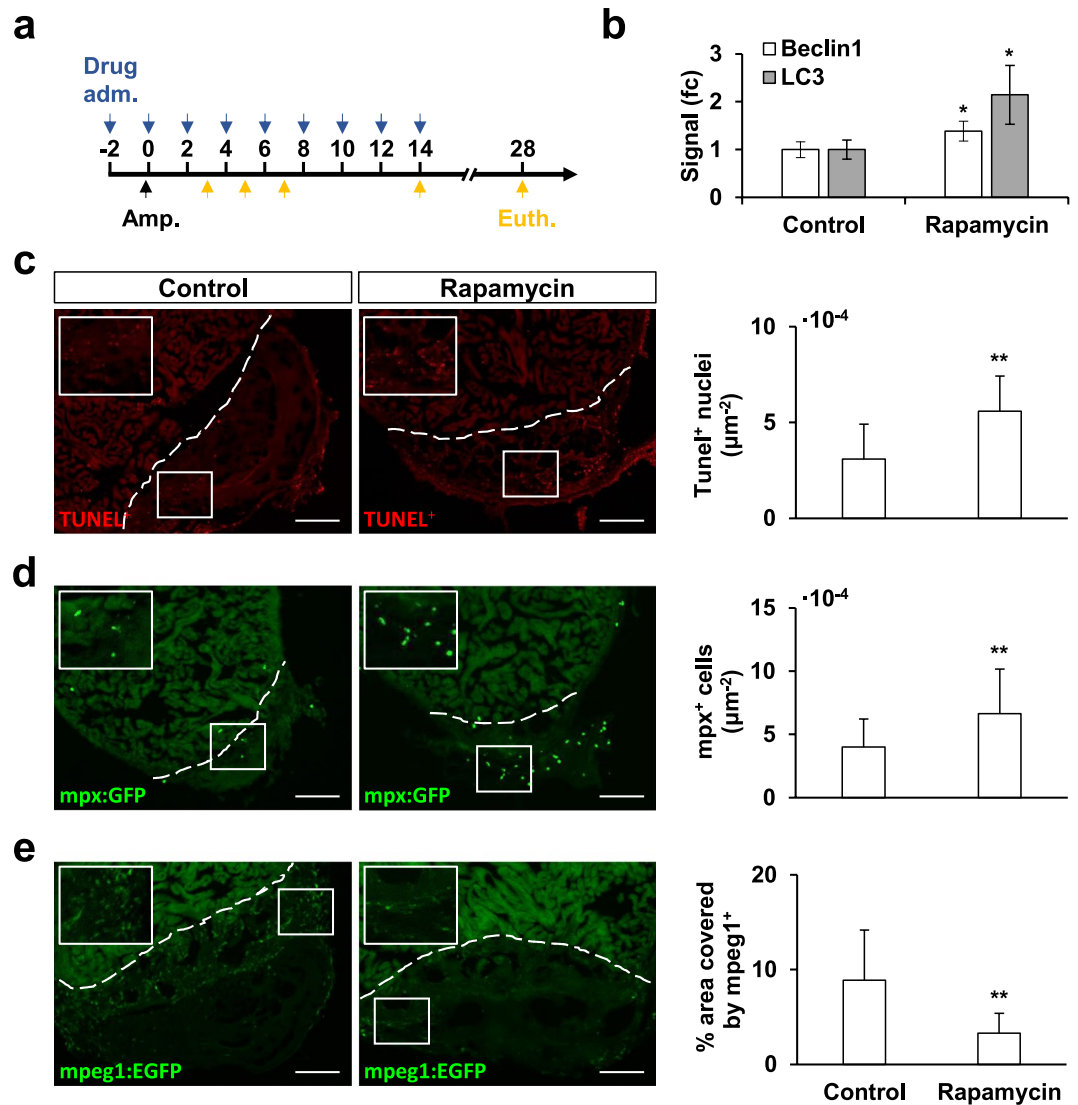 a
Drug
adm.
-2 0 2 4 6 8 10 12 14 28
Amp. Euth.
b
Signal (fc)
3
2
1
0
Beclin1
LC3
* *
Control Rapamycin
c
Control Rapamycin
TUNEL TUNEL⁺
Tunel⁺ nuclei
(µm⁻²)
10
5
0
·10⁻⁴
**
d
mpx:GFP mpx:GFP
mpx⁺ cells
(µm⁻²)
15
10
5
0
·10⁻⁴
**
e
mpeg1:EGFP mpeg1:EGFP
% area covered
by mpeg1⁺
20
10
0
**
Control Rapamycin